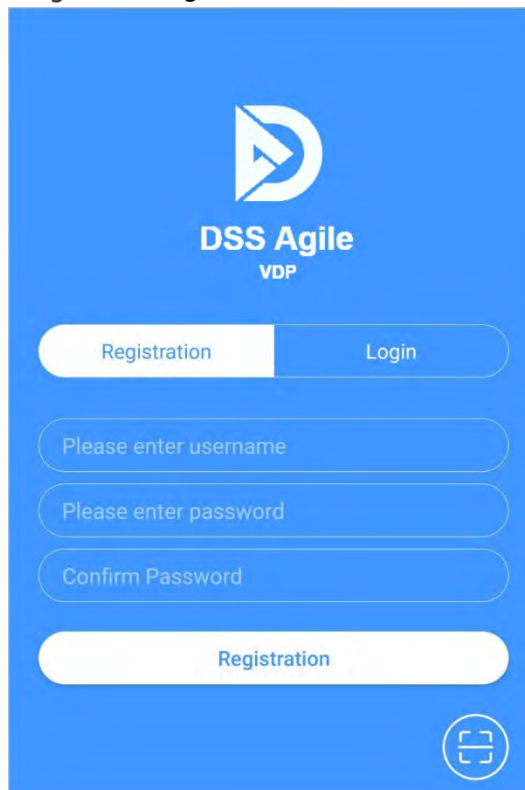 DSS Agile
VDP
Registration Login
Please enter username
Please enter password
Confirm Password
Registration